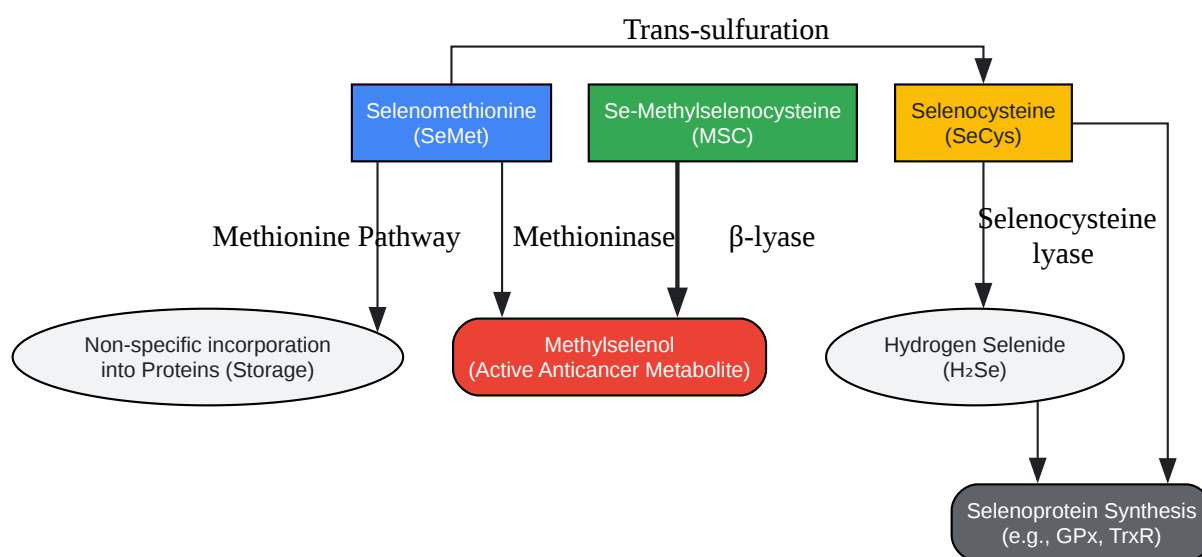 Trans-sulfuration
Selenomethionine
(SeMet)
Se-Methylselenocysteine
(MSC)
Selenocysteine
(SeCys)
Methionine Pathway
Methioninase
β-lyase
Selenocysteine
lyase
Non-specific incorporation
into Proteins (Storage)
Methylselenol
(Active Anticancer Metabolite)
Hydrogen Selenide
(H₂Se)
Selenoprotein Synthesis
(e.g., GPx, TrxR)